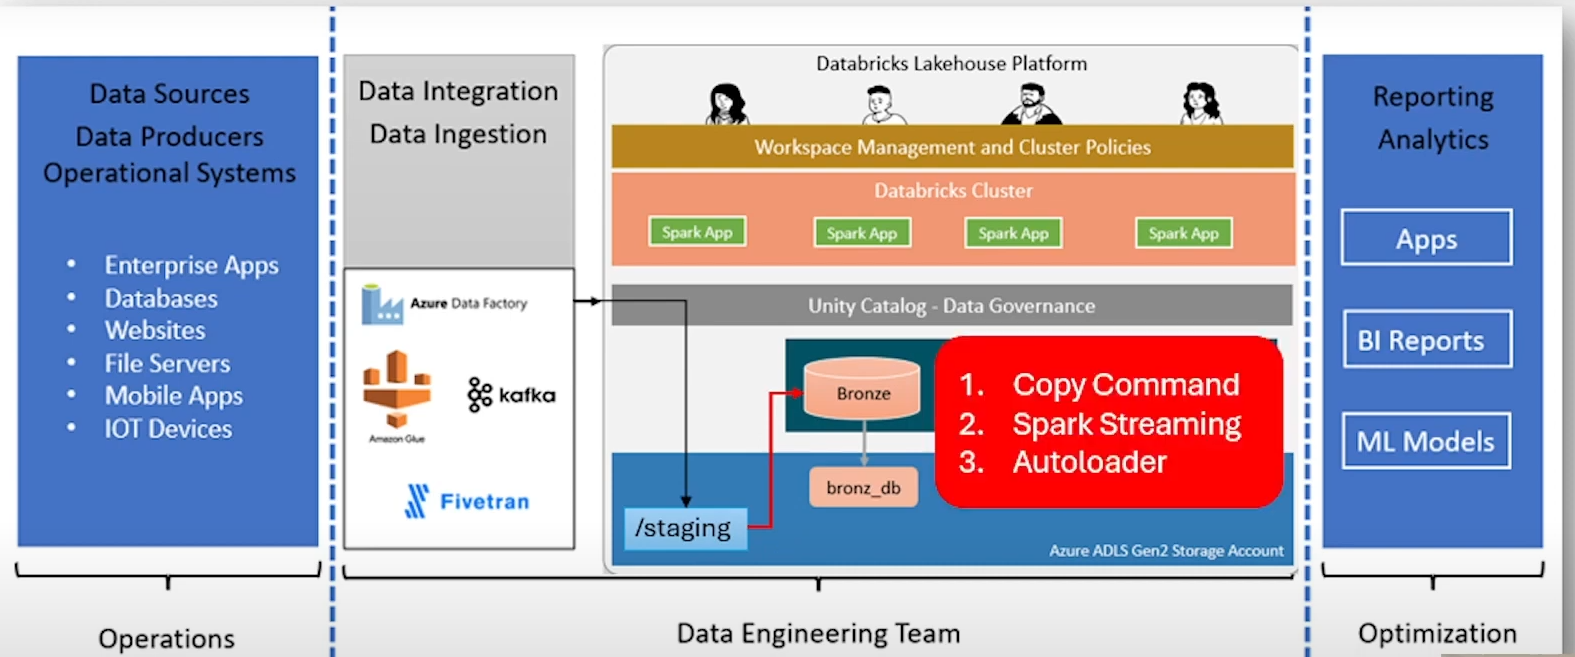 Data Sources
Data Producers
Operational Systems
• Enterprise Apps
• Databases
• Websites
• File Servers
• Mobile Apps
• IOT Devices
Operations
Data Integration
Data Ingestion
Azure Data Factory
Amazon Glue
kafka
Fivetran
Databricks Lakehouse Platform
Workspace Management and Cluster Policies
Databricks Cluster
Spark App
Spark App
Spark App
Spark App
Unity Catalog - Data Governance
Bronze
1. Copy Command
2. Spark Streaming
3. Autoloader
bronz_db
/staging
Azure ADLS Gen2 Storage Account
Data Engineering Team
Reporting
Analytics
Apps
BI Reports
ML Models
Optimization